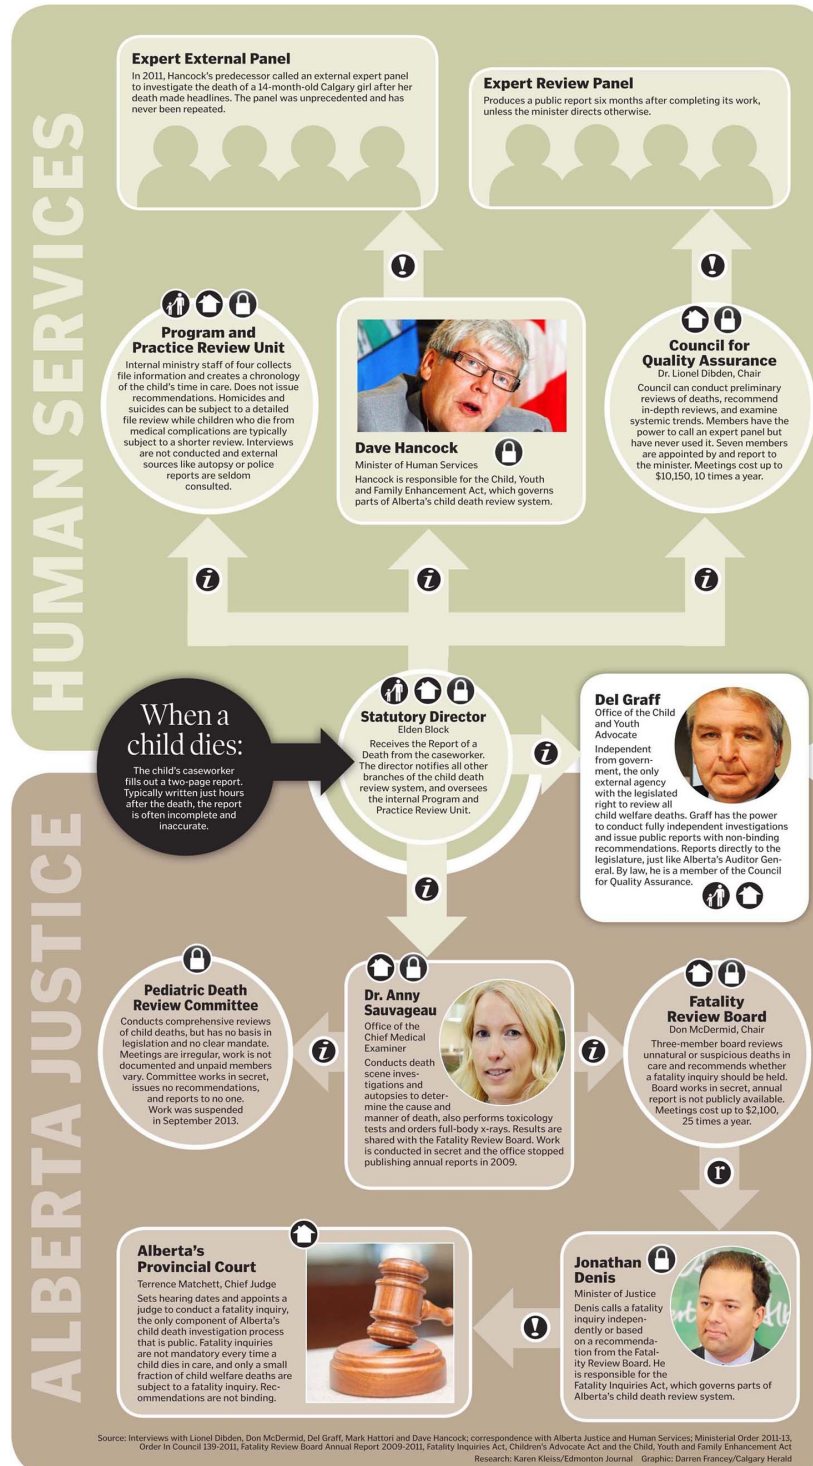 HUMAN SERVICES
Expert External Panel
In 2011, Hancock's predecessor called an external expert panel
to investigate the death of a 14-month-old Calgary girl after her
death made headlines. The panel was unprecedented and has
never been repeated.
Expert Review Panel
Produces a public report six months after completing its work,
unless the minister directs otherwise.
!
!
Program and
Practice Review Unit
Internal ministry staff of four collects
file information and creates a chronology
of the child's time in care. Does not issue
recommendations. Homicides and
suicides can be subject to a detailed
file review while children who die from
medical complications are typically
subject to a shorter review. Interviews
are not conducted and external
sources like autopsy or police
reports are seldom
consulted.
Dave Hancock
Minister of Human Services
Hancock is responsible for the Child, Youth
and Family Enhancement Act, which governs
parts of Alberta's child death review system.
Council for
Quality Assurance
Dr. Lionel Dibden, Chair
Council can conduct preliminary
reviews of deaths, recommend
in-depth reviews, and examine
systemic trends. Members have the
power to call an expert panel but
have never used it. Seven members
are appointed by and report to
the minister. Meetings cost up to
$10,150, 10 times a year.
i
i
i
When a
child dies:
The child's caseworker
fills out a two-page report.
Typically written just hours
after the death, the report
is often incomplete and
inaccurate.
Statutory Director
Elden Block
Receives the Report of a
Death from the caseworker.
The director notifies all other
branches of the child death
review system, and oversees
the internal Program and
Practice Review Unit.
i
Del Graff
Office of the Child
and Youth
Advocate
Independent
from govern-
ment, the only
external agency
with the legislated
right to review all
child welfare deaths. Graff has the power
to conduct fully independent investigations
and issue public reports with non-binding
recommendations. Reports directly to the
legislature, just like Alberta's Auditor Gen-
eral. By law, he is a member of the Council
for Quality Assurance.
i
ALBERTA JUSTICE
Pediatric Death
Review Committee
Conducts comprehensive reviews
of child deaths, but has no basis in
legislation and no clear mandate.
Meetings are irregular, work is not
documented and unpaid members
vary. Committee works in secret,
issues no recommendations,
and reports to no one.
Work was suspended
in September 2013.
i
Dr. Anny
Sauvageau
Office of the
Chief Medical
Examiner
Conducts death
scene inves-
tigations and
autopsies to deter-
mine the cause and
manner of death, also performs toxicology
tests and orders full-body x-rays. Results are
shared with the Fatality Review Board. Work
is conducted in secret and the office stopped
publishing annual reports in 2009.
i
Fatality
Review Board
Don McDermid, Chair
Three-member board reviews
unnatural or suspicious deaths in
care and recommends whether
a fatality inquiry should be held.
Board works in secret, annual
report is not publicly available.
Meetings cost up to $2,100,
25 times a year.
r
Alberta's
Provincial Court
Terrence Matchett, Chief Judge
Sets hearing dates and appoints a
judge to conduct a fatality inquiry,
the only component of Alberta's
child death investigation process
that is public. Fatality inquiries
are not mandatory every time a
child dies in care, and only a small
fraction of child welfare deaths are
subject to a fatality inquiry. Rec-
ommendations are not binding.
!
Jonathan
Denis
Minister of Justice
Denis calls a fatality
inquiry indepen-
dently or based
on a recommenda-
tion from the Fatal-
ity Review Board. He
is responsible for the
Fatality Inquiries Act, which governs parts of
Alberta's child death review system.
Source: Interviews with Lionel Dibden, Don McDermid, Del Graff, Mark Hattori and Dave Hancock; correspondence with Alberta Justice and Human Services; Ministerial Order 2011-13,
Order In Council 139-2011, Fatality Review Board Annual Report 2009-2011, Fatality Inquiries Act, Children's Advocate Act and the Child, Youth and Family Enhancement Act
Research: Karen Kleiss/Edmonton Journal Graphic: Darren Francey/Calgary Herald